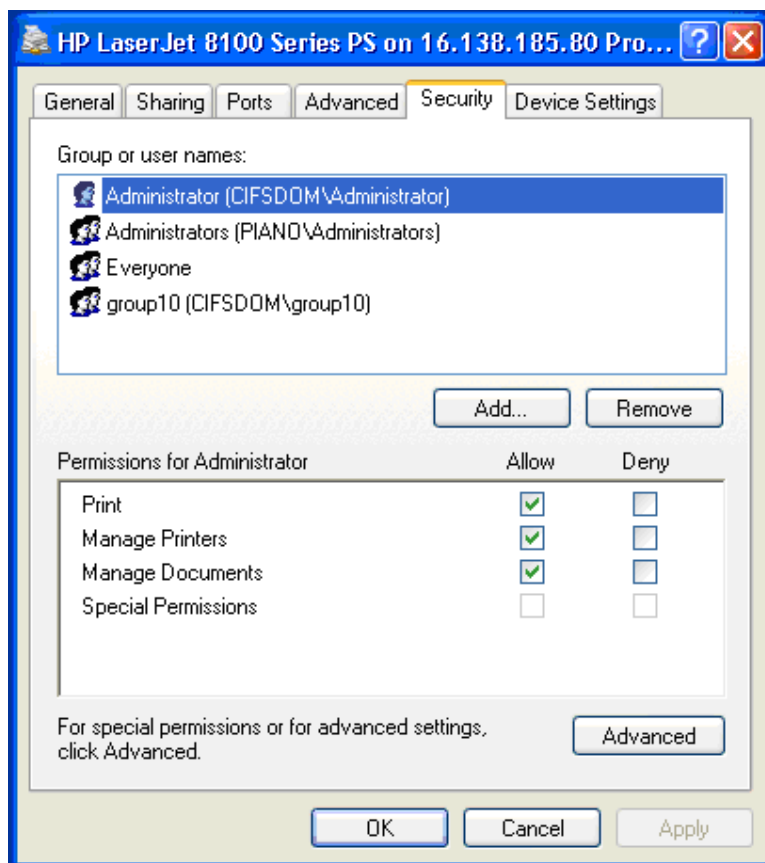 HP LaserJet 8100 Series PS on 16.138.185.80 Pro...
General Sharing Ports Advanced Security Device Settings
Group or user names:
Administrator (CIFSDOM\Administrator)
Administrators (PIANO\Administrators)
Everyone
group10 (CIFSDOM\group10)
Add... Remove
Permissions for Administrator Allow Deny
Print
Manage Printers
Manage Documents
Special Permissions
For special permissions or for advanced settings,
click Advanced.
Advanced
OK Cancel Apply